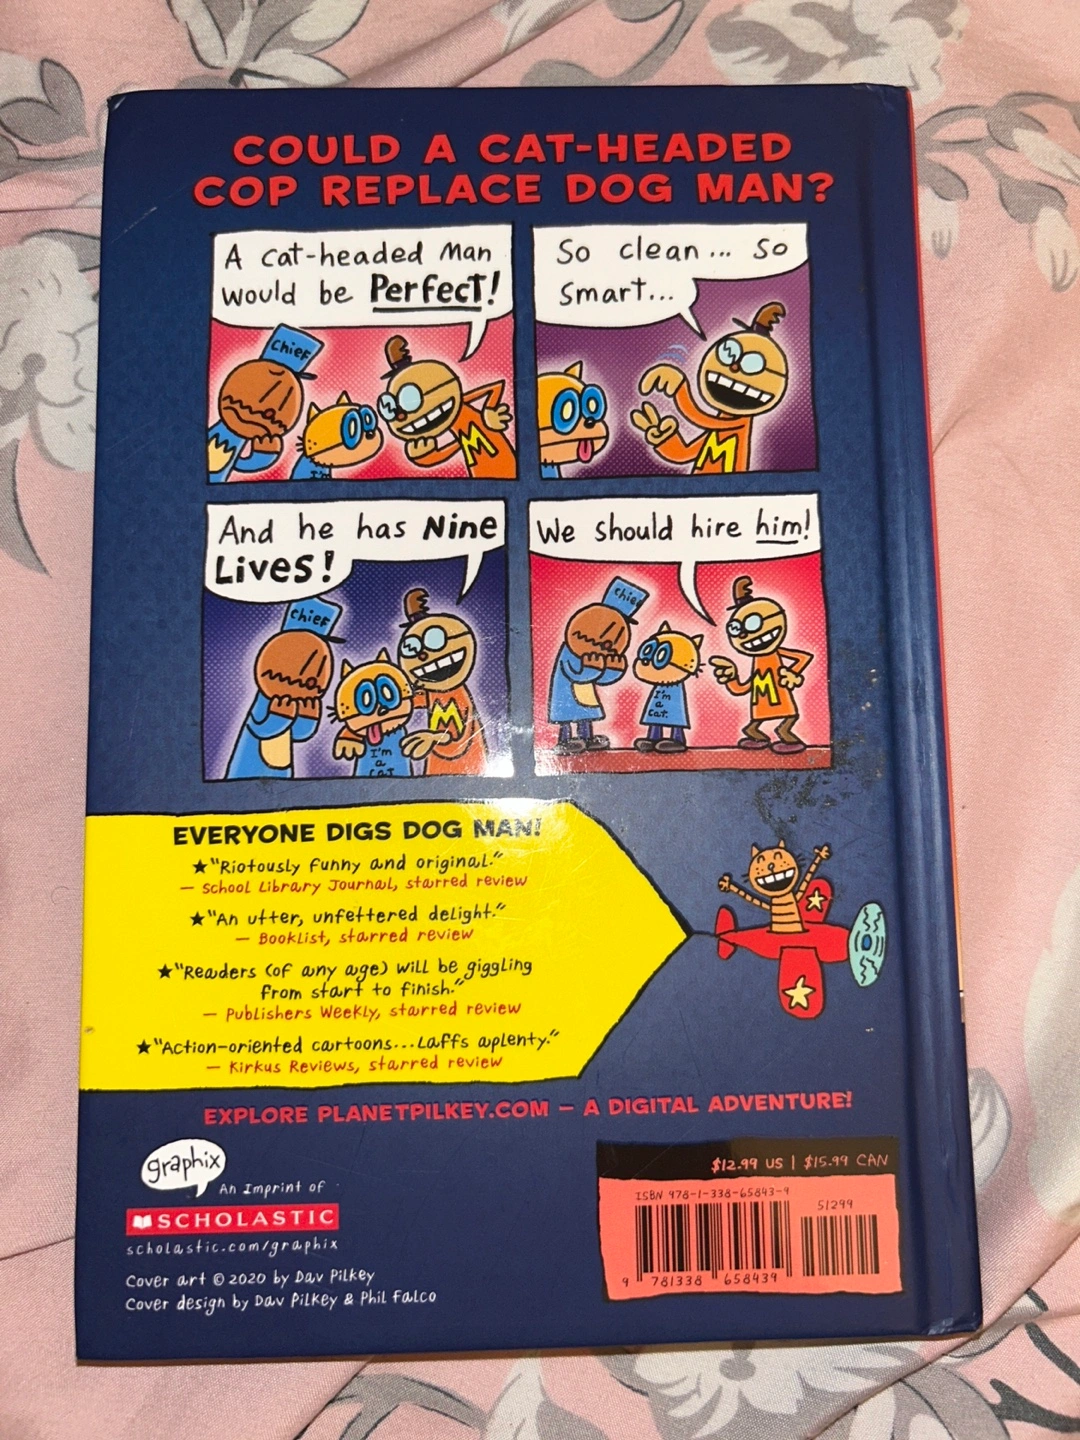 COULD A CAT-HEADED
COP REPLACE DOG MAN?
A cat-headed Man
would be PerfecT!
Chief
I'm
M
So clean... so
smart...
M
And he has Nine
Lives!
Chief
I'm
a
cat
M
We should hire him!
Chief
I'm
a
cat.
M
EVERYONE DIGS DOG MAN!
★"Riotously funny and original."
— School Library Journal, starred review
★"An utter, unfettered delight."
— Booklist, starred review
★"Readers (of any age) will be giggling
from start to finish."
— Publishers Weekly, starred review
★"Action-oriented cartoons...Laffs aplenty."
— Kirkus Reviews, starred review
EXPLORE PLANETPILKEY.COM — A DIGITAL ADVENTURE!
graphix
An Imprint of
SCHOLASTIC
scholastic.com/graphix
Cover art © 2020 by Dav Pilkey
Cover design by Dav Pilkey & Phil Falco
$12.99 US | $15.99 CAN
ISBN 978-1-338-65843-9
51299
9 781338 658439